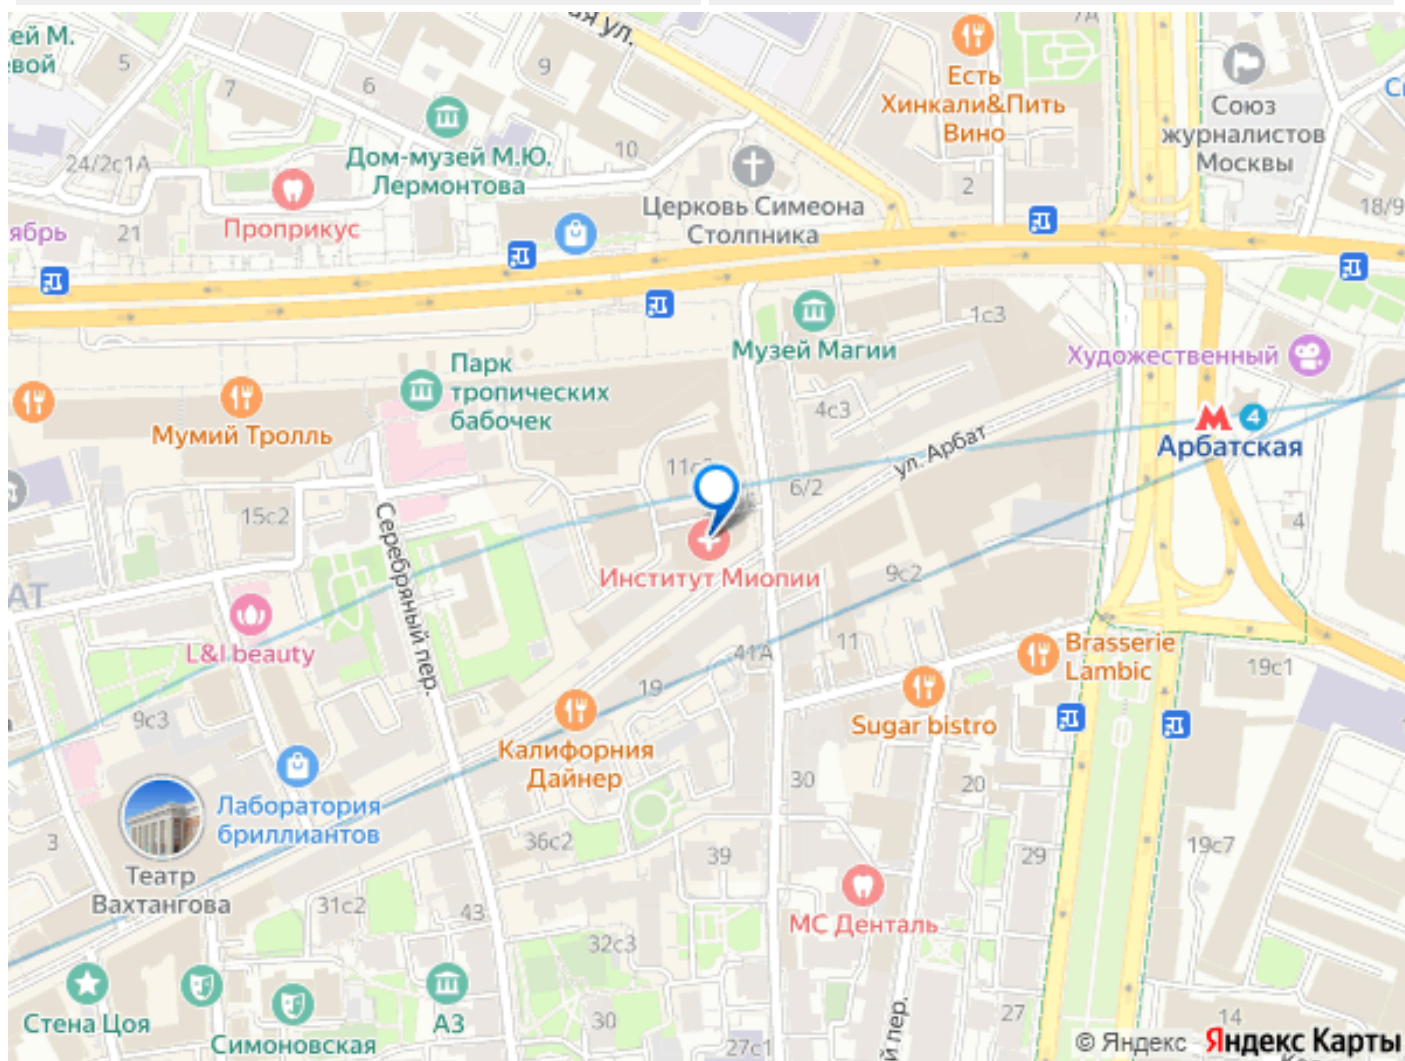 ей М.
евой
5
7
6
9
ая ул.
7А
Есть
Хинкали&Пить
Вино
Союз
журналистов
Москвы
24/2с1А
Дом-музей М.Ю.
Лермонтова
10
2
Церковь Симеона
Столпника
18/9
ябрь
21
Проприкус
1с3
Музей Магии
Художественный
Парк
тропических
бабочек
Мумий Тролль
4с3
М 4
Арбатская
ул. Арбат
6/2
15с2
Серебряный пер.
4
АТ
Институт Миопии
9с2
L&I beauty
41А
11
Brasserie
Lambic
19с1
19
9с3
Sugar bistro
Калифорния
Дайнер
30
20
Лаборатория
бриллиантов
3
36с2
39
29
19с7
Театр
Вахтангова
31с2
43
МС Денталь
32с3
Стена Цоя
Симоновская
А3
30
27с1
й пер.
27
14
© Яндекс Яндекс Карты